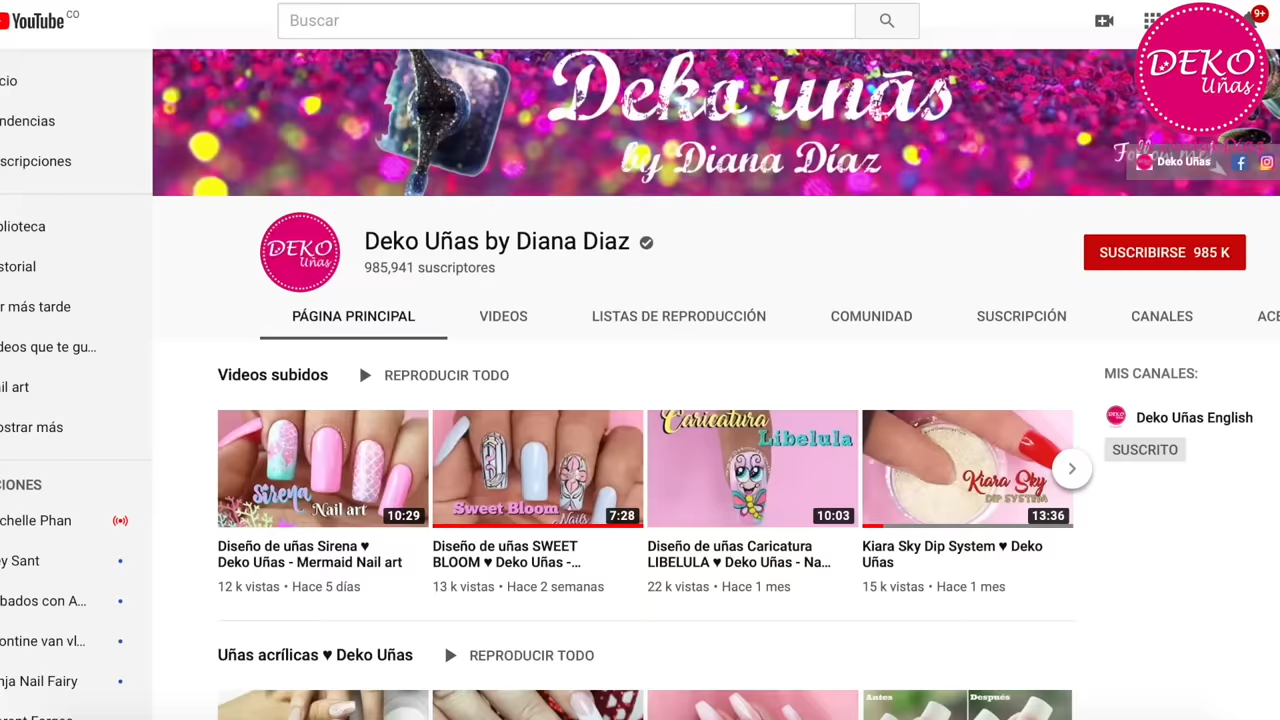 YouTube CO
Buscar
9+
DEKO
Uñas
Deko unas
by Diana Díaz
Deko Uñas
cio
ndencias
scripciones
blioteca
storial
r más tarde
deos que te gu...
il art
ostrar más
CIONES
chelle Phan
ey Sant
bados con A...
ontine van vl...
nja Nail Fairy
DEKO
Uñas
Deko Uñas by Diana Diaz
985,941 suscriptores
SUSCRIBIRSE 985 K
PÁGINA PRINCIPAL
VIDEOS
LISTAS DE REPRODUCCIÓN
COMUNIDAD
SUSCRIPCIÓN
CANALES
ACE
Videos subidos
REPRODUCIR TODO
Sirena
Nail art
10:29
Diseño de uñas Sirena ♥
Deko Uñas - Mermaid Nail art
12 k vistas • Hace 5 días
Sweet Bloom
Nails
7:28
Diseño de uñas SWEET
BLOOM ♥ Deko Uñas -...
13 k vistas • Hace 2 semanas
Caricatura
Libelula
10:03
Diseño de uñas Caricatura
LIBELULA ♥ Deko Uñas - Na...
22 k vistas • Hace 1 mes
Kiara Sky
DIP SYSTEM
13:36
Kiara Sky Dip System ♥ Deko
Uñas
15 k vistas • Hace 1 mes
MIS CANALES:
Deko Uñas English
SUSCRITO
Uñas acrílicas ♥ Deko Uñas
REPRODUCIR TODO
Antes
Después